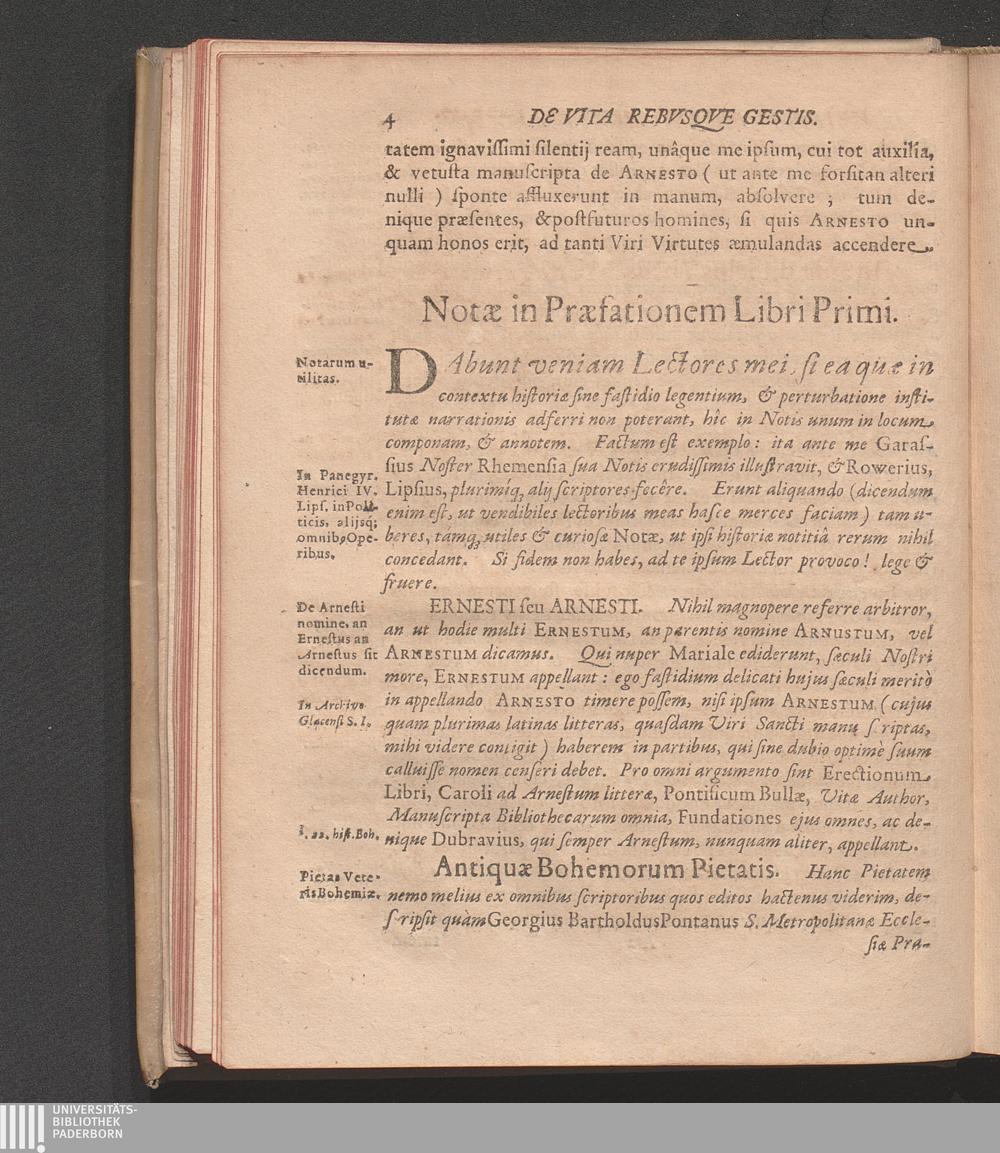 4 DE VITA REBVSQVE GESTIS.
tatem ignavissimi silentij ream, unâque me ipsum, cui tot auxilia,
& vetusta manuscripta de ARNESTO ( ut ante me forsitan alteri
nulli ) sponte affluxerunt in manum, absolvere ; tum de-
nique præsentes, &postfuturos homines, si quis ARNESTO un-
quam honos erit, ad tanti Viri Virtutes æmulandas accendere.
Notæ in Præfationem Libri Primi.
Notarum u-
tilitas.
DAbunt veniam Lectores mei, si ea quæ in
contextu historiæ sine fastidio legentium, & perturbatione insti-
tutæ narrationis adferri non poterant, hîc in Notis unum in locum
componam, & annotem. Factum est exemplo: ita ante me Garas-
sius Noster Rhemensia sua Notis eruditissimis illustravit, & Rowerius,
In Panegyr.
Henrici IV.
Lips. in Poli-
ticis, alijsq;
omnibꝰ Ope-
ribus.
Lipsius, plurimíq; alij scriptores fecêre. Erunt aliquando (dicendum
enim est, ut vendibiles lectoribus meas hasce merces faciam) tam u-
beres, támq; utiles & curiosæ Notæ, ut ipsi historiæ notitiâ rerum nihil
concedant. Si fidem non habes, ad te ipsum Lector provoco! lege &
fruere.
De Arnesti
nomine, an
Ernestus an
Arnestus sit
dicendum.
ERNESTI seu ARNESTI. Nihil magnopere referre arbitror,
an ut hodie multi ERNESTUM, an parentis nomine ARNUSTUM, vel
ARNESTUM dicamus. Qui nuper Mariale ediderunt, sæculi Nostri
more, ERNESTUM appellant: ego fastidium delicati hujus sæculi meritò
In Archivo
Glacensi S. I.
in appellando ARNESTO timere possem, nisi ipsum ARNESTUM (cujus
quam plurimas latinas litteras, quasdam Viri Sancti manu scriptas,
mihi videre contigit) haberem in partibus, qui sine dubio optimè suum
calluisse nomen censeri debet. Pro omni argumento sint Erectionum
Libri, Caroli ad Arnestum litteræ, Pontificum Bullæ, Vitæ Author,
Manuscripta Bibliothecarum omnia, Fundationes ejus omnes, ac de-
l. 22. hist. Boh.
nique Dubravius, qui semper Arnestum, nunquam aliter, appellant.
Pietas Vete-
ris Bohemiæ.
Antiquæ Bohemorum Pietatis. Hanc Pietatem
nemo melius ex omnibus scriptoribus quos editos hactenus viderim, de-
scripsit quàm Georgius Bartholdus Pontanus S. Metropolitanæ Eccle-
siæ Præ-
UNIVERSITÄTS-
BIBLIOTHEK
PADERBORN